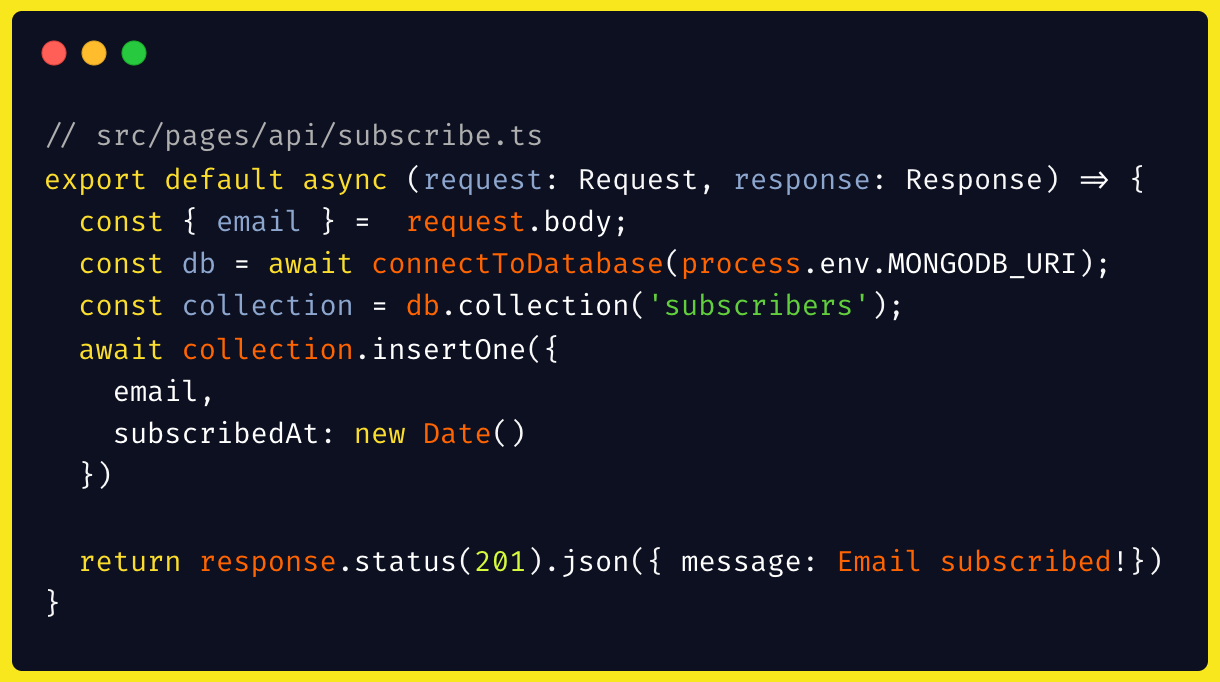 // src/pages/api/subscribe.ts
export default async (request: Request, response: Response) => {
  const { email } =  request.body;
  const db = await connectToDatabase(process.env.MONGODB_URI);
  const collection = db.collection('subscribers');
  await collection.insertOne({
    email,
    subscribedAt: new Date()
  })

  return response.status(201).json({ message: Email subscribed!})
}